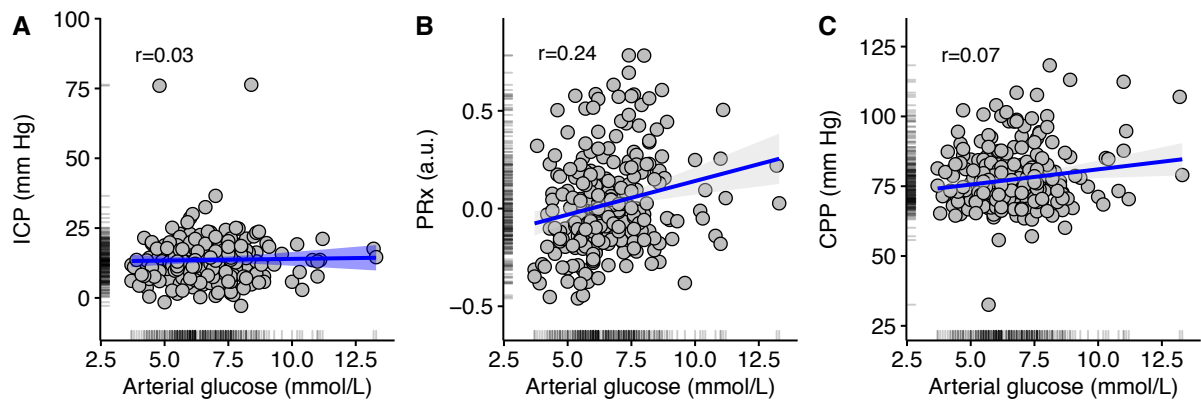 A
r=0.03
ICP (mm Hg)
100
75
50
25
0
2.5 5.0 7.5 10.0 12.5
Arterial glucose (mmol/L)
B
r=0.24
PRx (a.u.)
0.5
0.0
−0.5
2.5 5.0 7.5 10.0 12.5
Arterial glucose (mmol/L)
C
r=0.07
CPP (mm Hg)
125
100
75
50
25
2.5 5.0 7.5 10.0 12.5
Arterial glucose (mmol/L)